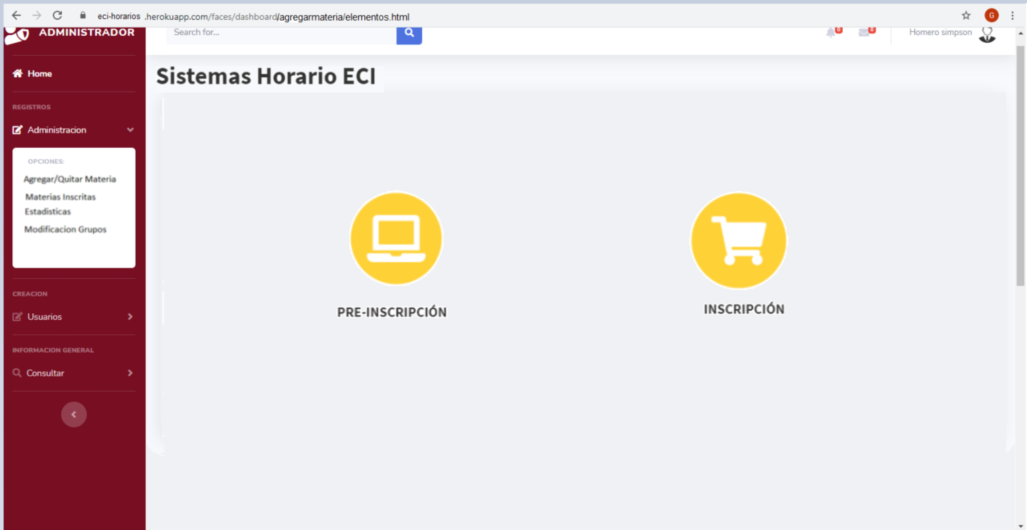 eci-horarios .herokuapp.com/faces/dashboard/agregarmateria/elementos.html
G
ADMINISTRADOR
Search for...
Homero simpson
Home
Sistemas Horario ECI
REGISTROS
Administracion
OPCIONES:
Agregar/Quitar Materia
Materias Inscritas
Estadisticas
Modificacion Grupos
PRE-INSCRIPCIÓN
INSCRIPCIÓN
CREACION
Usuarios
INFORMACION GENERAL
Consultar